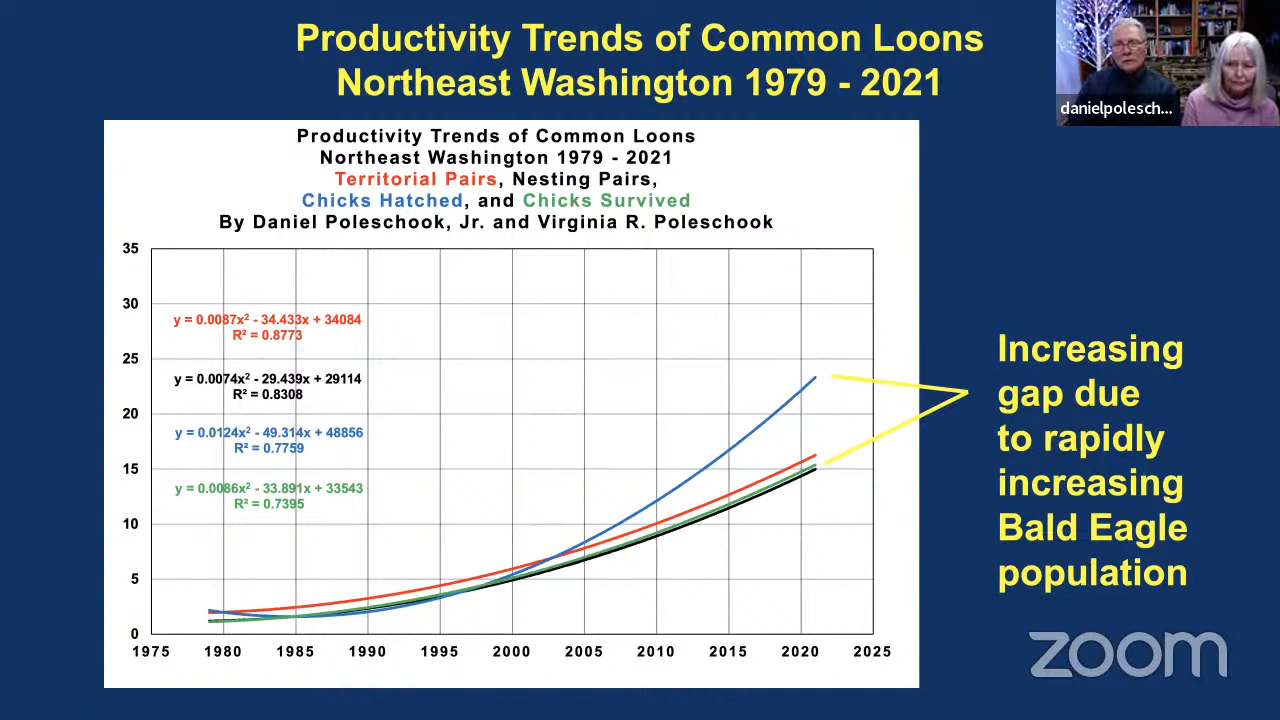 Productivity Trends of Common Loons
Northeast Washington 1979 - 2021
danielpolesch...
Productivity Trends of Common Loons
Northeast Washington 1979 - 2021
Territorial Pairs, Nesting Pairs,
Chicks Hatched, and Chicks Survived
By Daniel Poleschook, Jr. and Virginia R. Poleschook
35
30
25
20
15
10
5
0
y = 0.0087x² - 34.433x + 34084
R² = 0.8773
y = 0.0074x² - 29.439x + 29114
R² = 0.8308
y = 0.0124x² - 49.314x + 48856
R² = 0.7759
y = 0.0086x² - 33.891x + 33543
R² = 0.7395
1975 1980 1985 1990 1995 2000 2005 2010 2015 2020 2025
Increasing
gap due
to rapidly
increasing
Bald Eagle
population
zoom